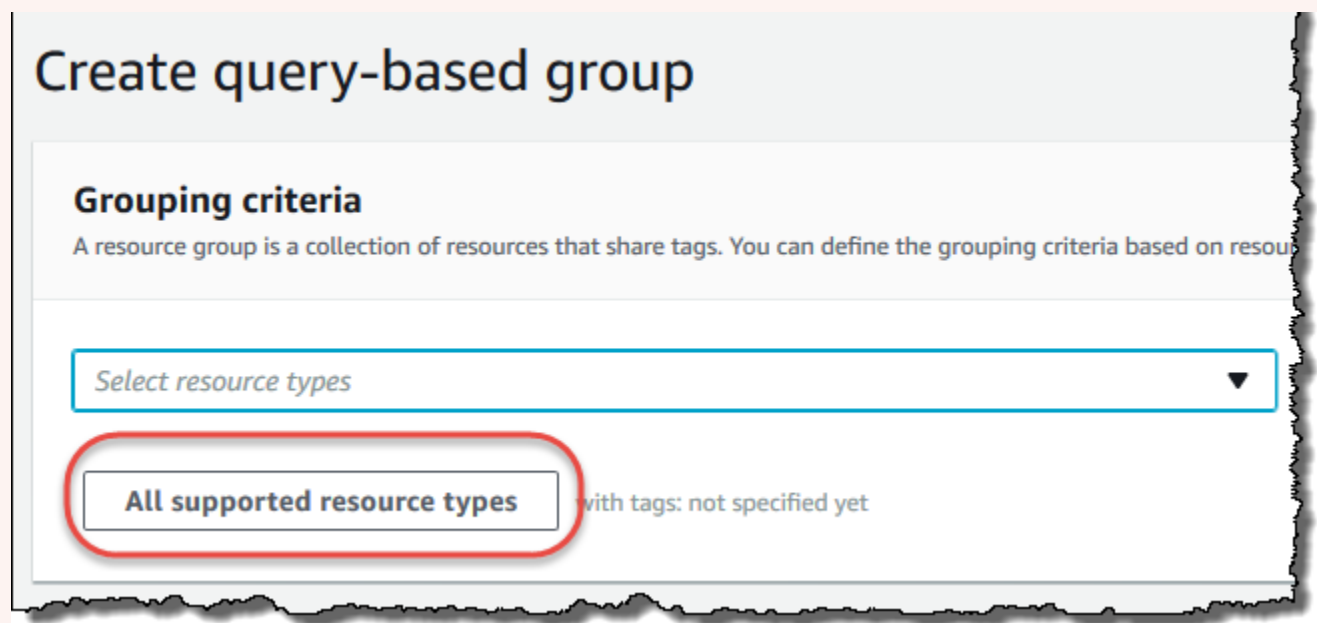 Create query-based group
Grouping criteria
A resource group is a collection of resources that share tags. You can define the grouping criteria based on
Select resource types
All supported resource types
with tags: not specified yet